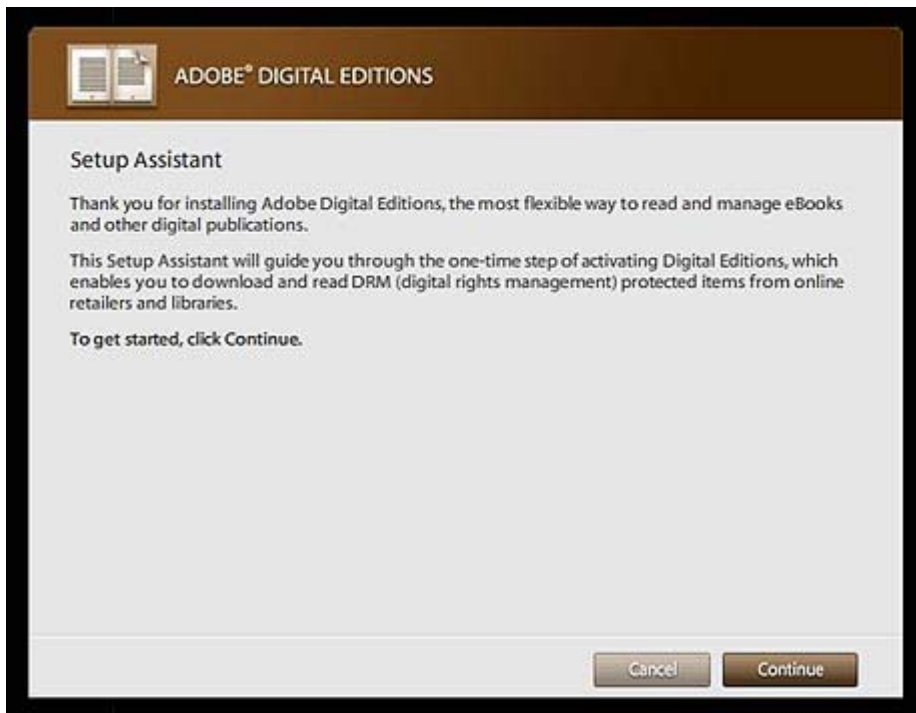 ADOBE® DIGITAL EDITIONS
Setup Assistant
Thank you for installing Adobe Digital Editions, the most flexible way to read and manage eBooks
and other digital publications.
This Setup Assistant will guide you through the one-time step of activating Digital Editions, which
enables you to download and read DRM (digital rights management) protected items from online
retailers and libraries.
To get started, click Continue.
Cancel
Continue